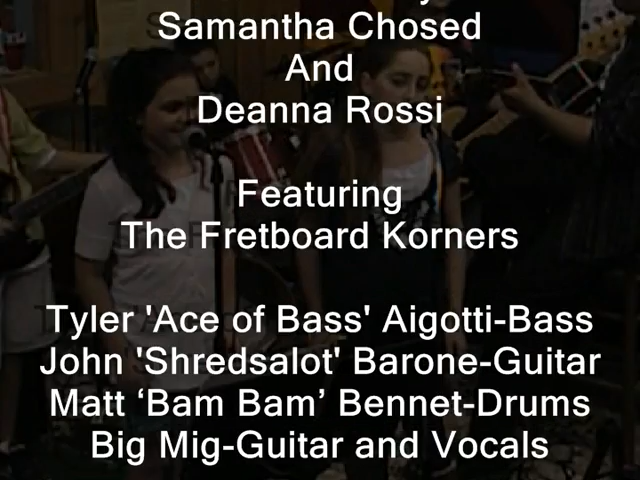 Samantha Chosed
And
Deanna Rossi
Featuring
The Fretboard Korners
Tyler 'Ace of Bass' Aigotti-Bass
John 'Shredsalot' Barone-Guitar
Matt ‘Bam Bam’ Bennet-Drums
Big Mig-Guitar and Vocals